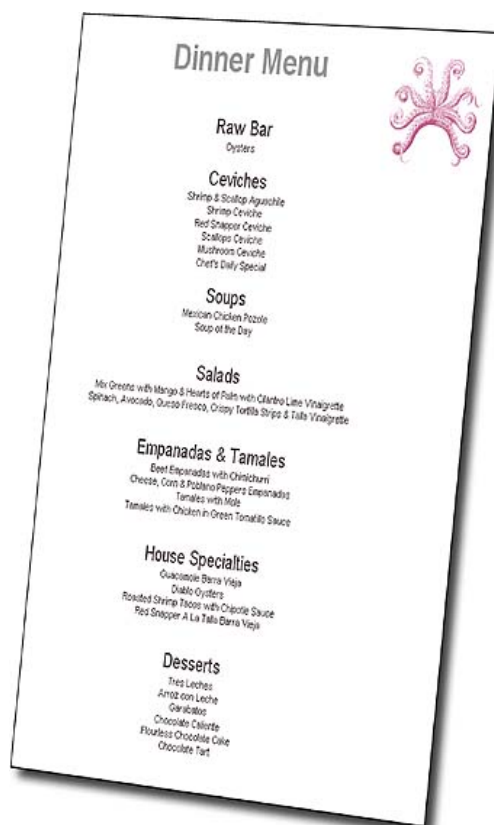 Dinner Menu
Raw Bar
Oysters
Ceviches
Shrimp & Scallop Aguachile
Shrimp Ceviche
Red Snapper Ceviche
Scallops Ceviche
Mushroom Ceviche
Chef's Daily Special
Soups
Mexican Chicken Pozole
Soup of the Day
Salads
Mix Greens with Mango & Hearts of Palm with Cilantro Lime Vinaigrette
Spinach, Avocado, Queso Fresco, Crispy Tortilla Strips & Talla Vinaigrette
Empanadas & Tamales
Beef Empanadas with Chimichurri
Cheese, Corn & Poblano Peppers Empanadas
Tamales with Mole
Tamales with Chicken in Green Tomatillo Sauce
House Specialties
Guacamole Barra Vieja
Diablo Oysters
Roasted Shrimp Tacos with Chipotle Sauce
Red Snapper A La Talla Barra Vieja
Desserts
Tres Leches
Arroz con Leche
Garabatos
Chocolate Caliente
Flourless Chocolate Cake
Chocolate Tart